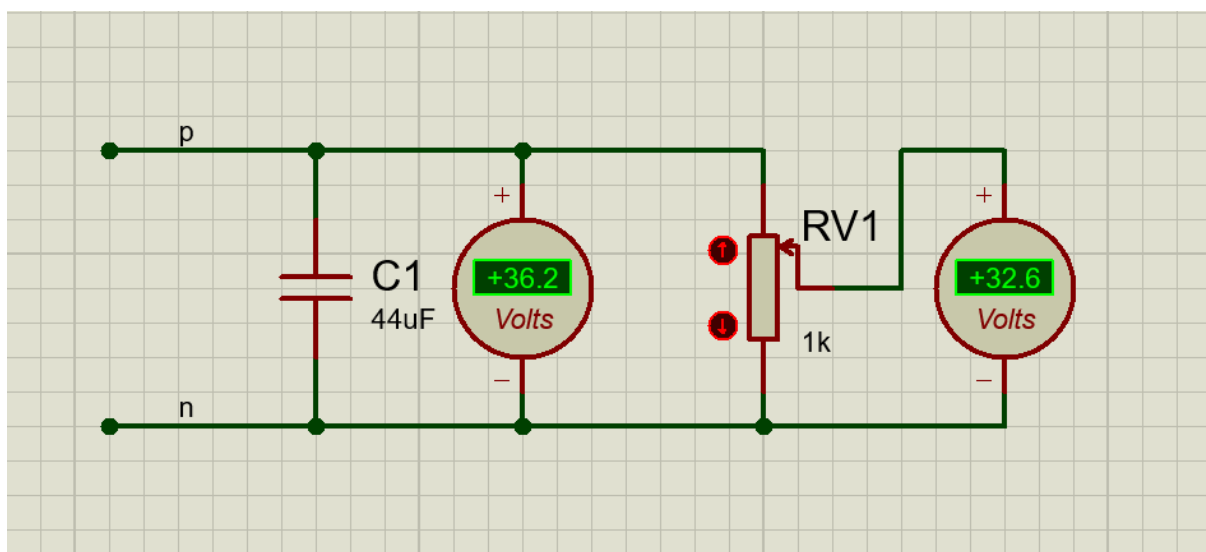 p
+
+
RV1
C1
+36.2
+32.6
44uF
Volts
Volts
1k
−
−
n